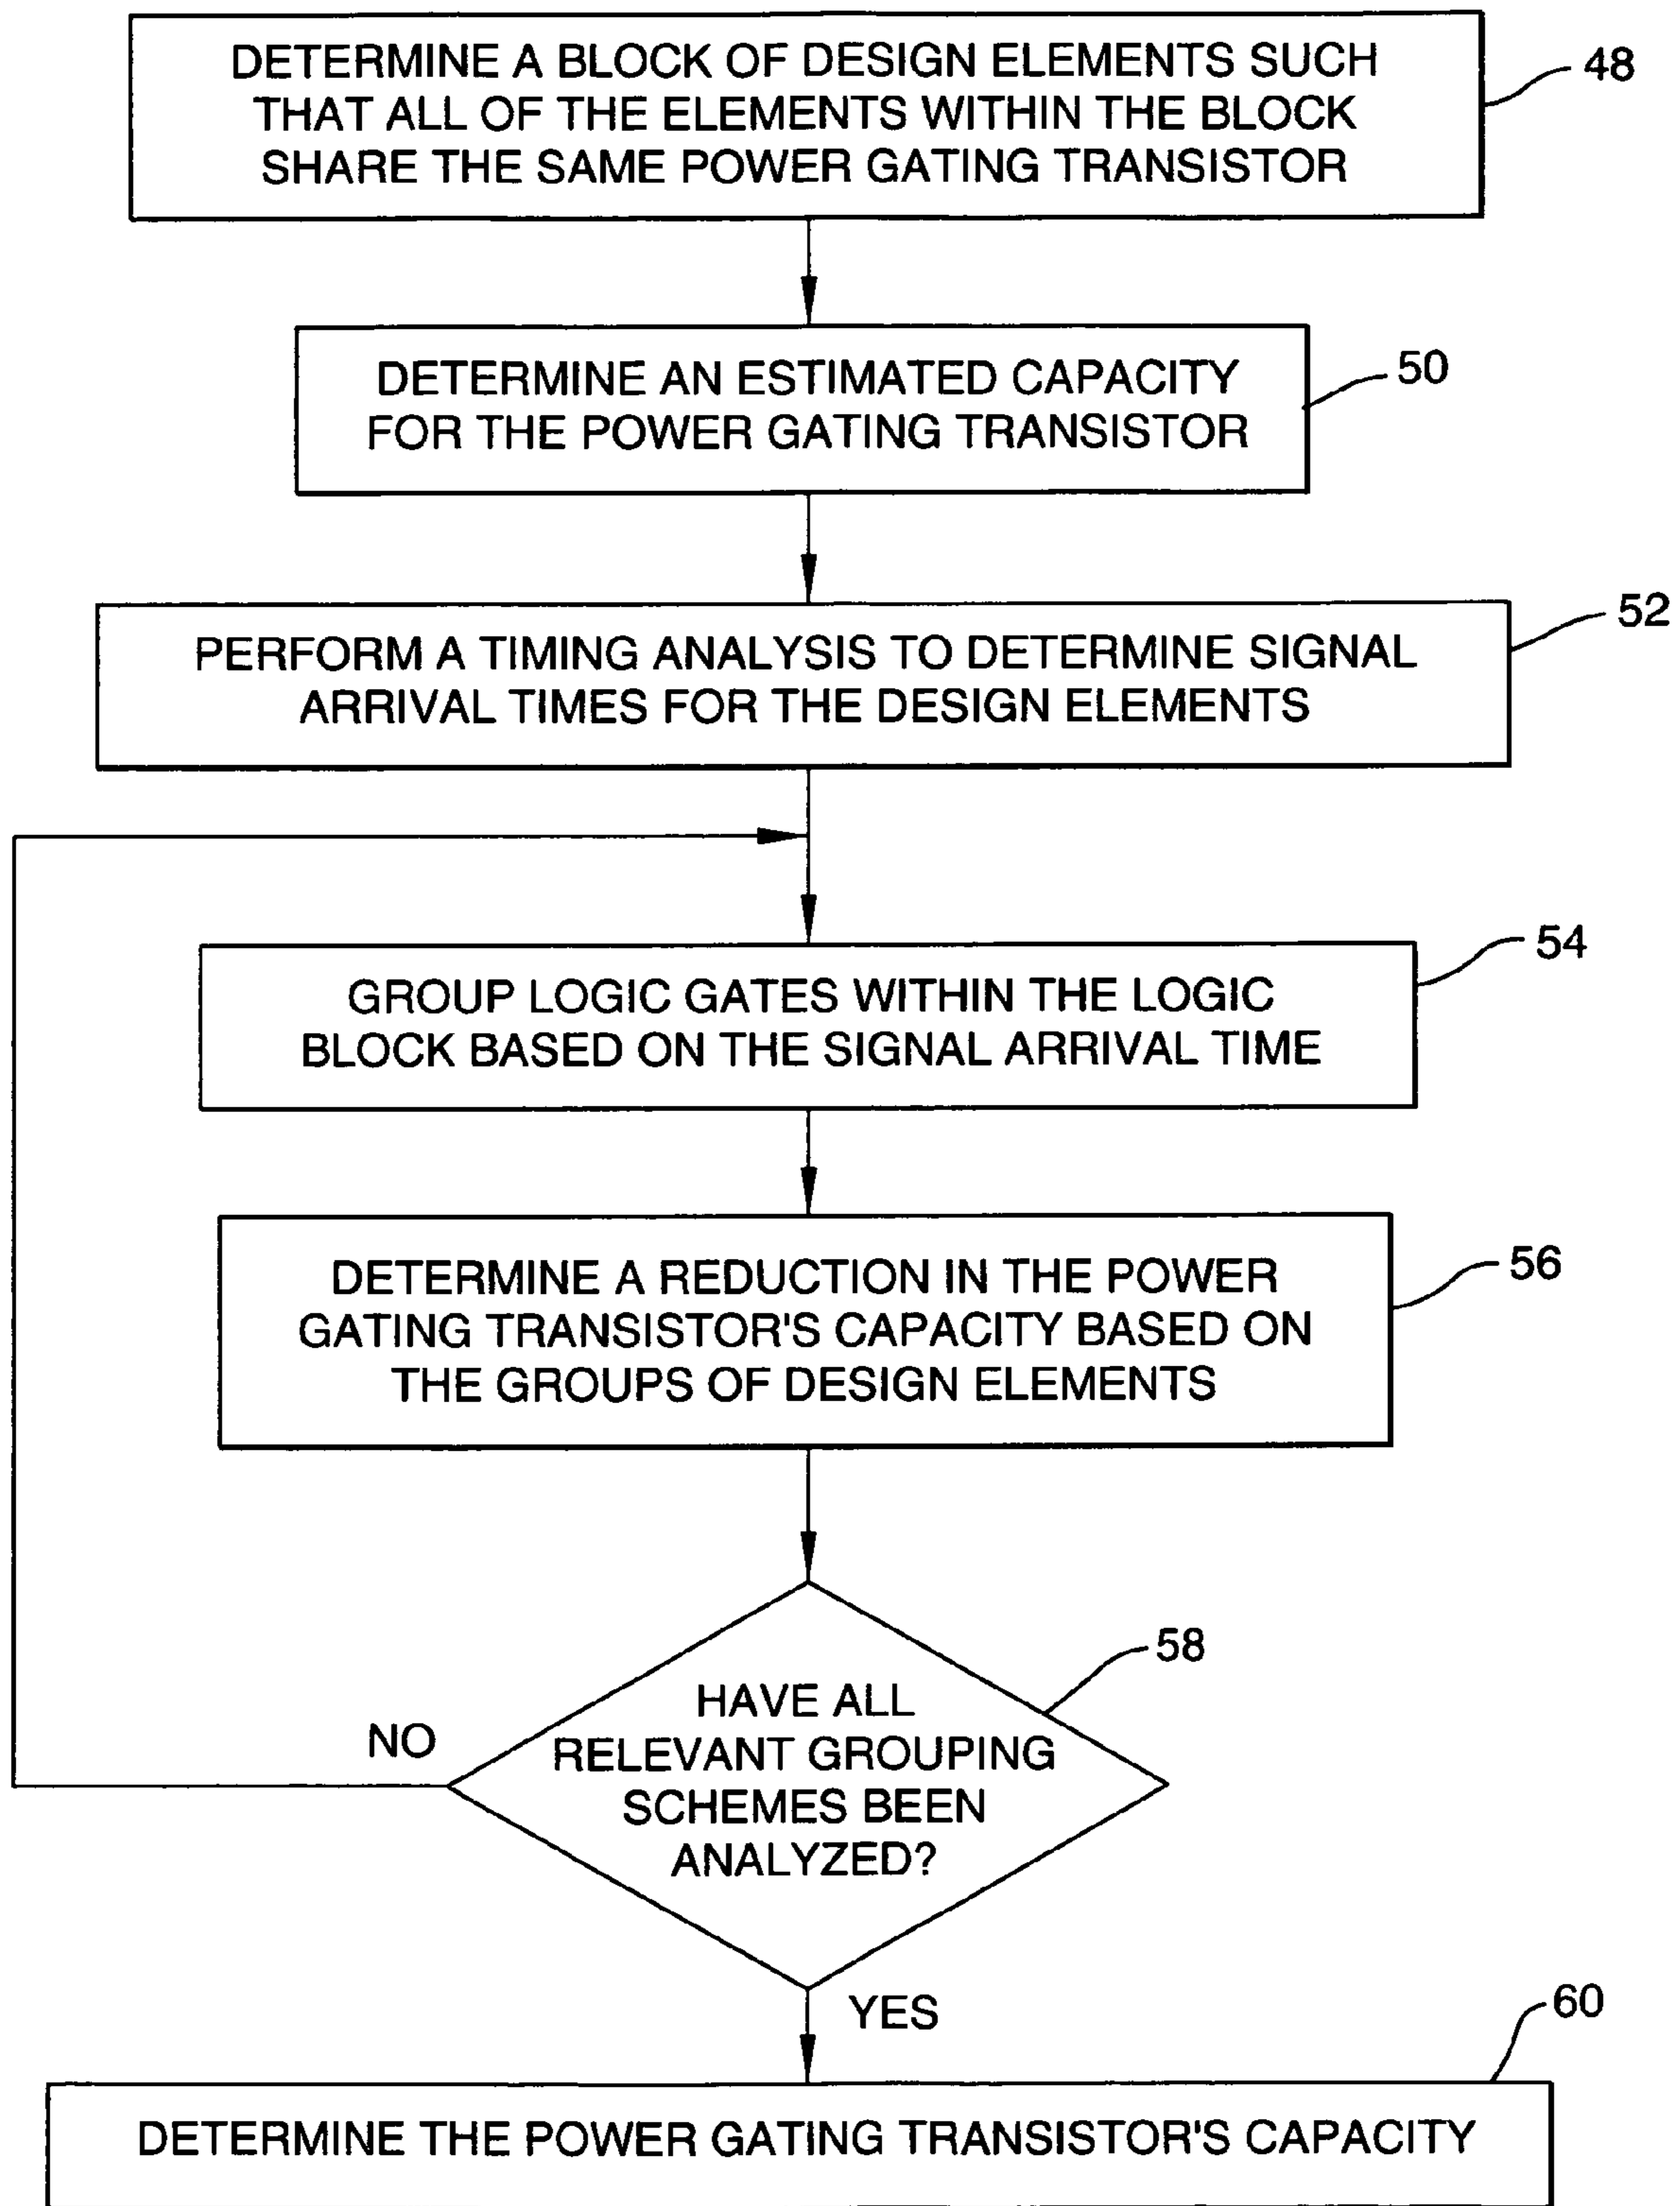 DETERMINE A BLOCK OF DESIGN ELEMENTS SUCH
THAT ALL OF THE ELEMENTS WITHIN THE BLOCK
SHARE THE SAME POWER GATING TRANSISTOR
48
DETERMINE AN ESTIMATED CAPACITY
FOR THE POWER GATING TRANSISTOR
50
PERFORM A TIMING ANALYSIS TO DETERMINE SIGNAL
ARRIVAL TIMES FOR THE DESIGN ELEMENTS
52
GROUP LOGIC GATES WITHIN THE LOGIC
BLOCK BASED ON THE SIGNAL ARRIVAL TIME
54
DETERMINE A REDUCTION IN THE POWER
GATING TRANSISTOR'S CAPACITY BASED ON
THE GROUPS OF DESIGN ELEMENTS
56
HAVE ALL
RELEVANT GROUPING
SCHEMES BEEN
ANALYZED?
58
NO
YES
60
DETERMINE THE POWER GATING TRANSISTOR'S CAPACITY